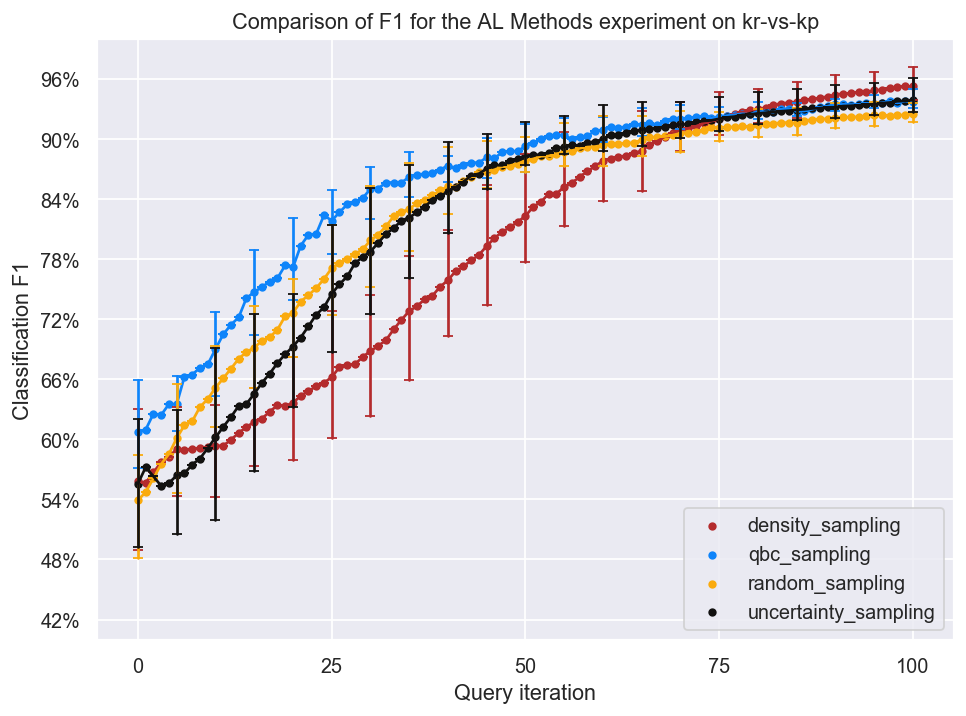 Comparison of F1 for the AL Methods experiment on kr-vs-kp
96%
90%
84%
78%
72%
66%
60%
54%
48%
42%
Classification F1
density_sampling
qbc_sampling
random_sampling
uncertainty_sampling
0 25 50 75 100
Query iteration